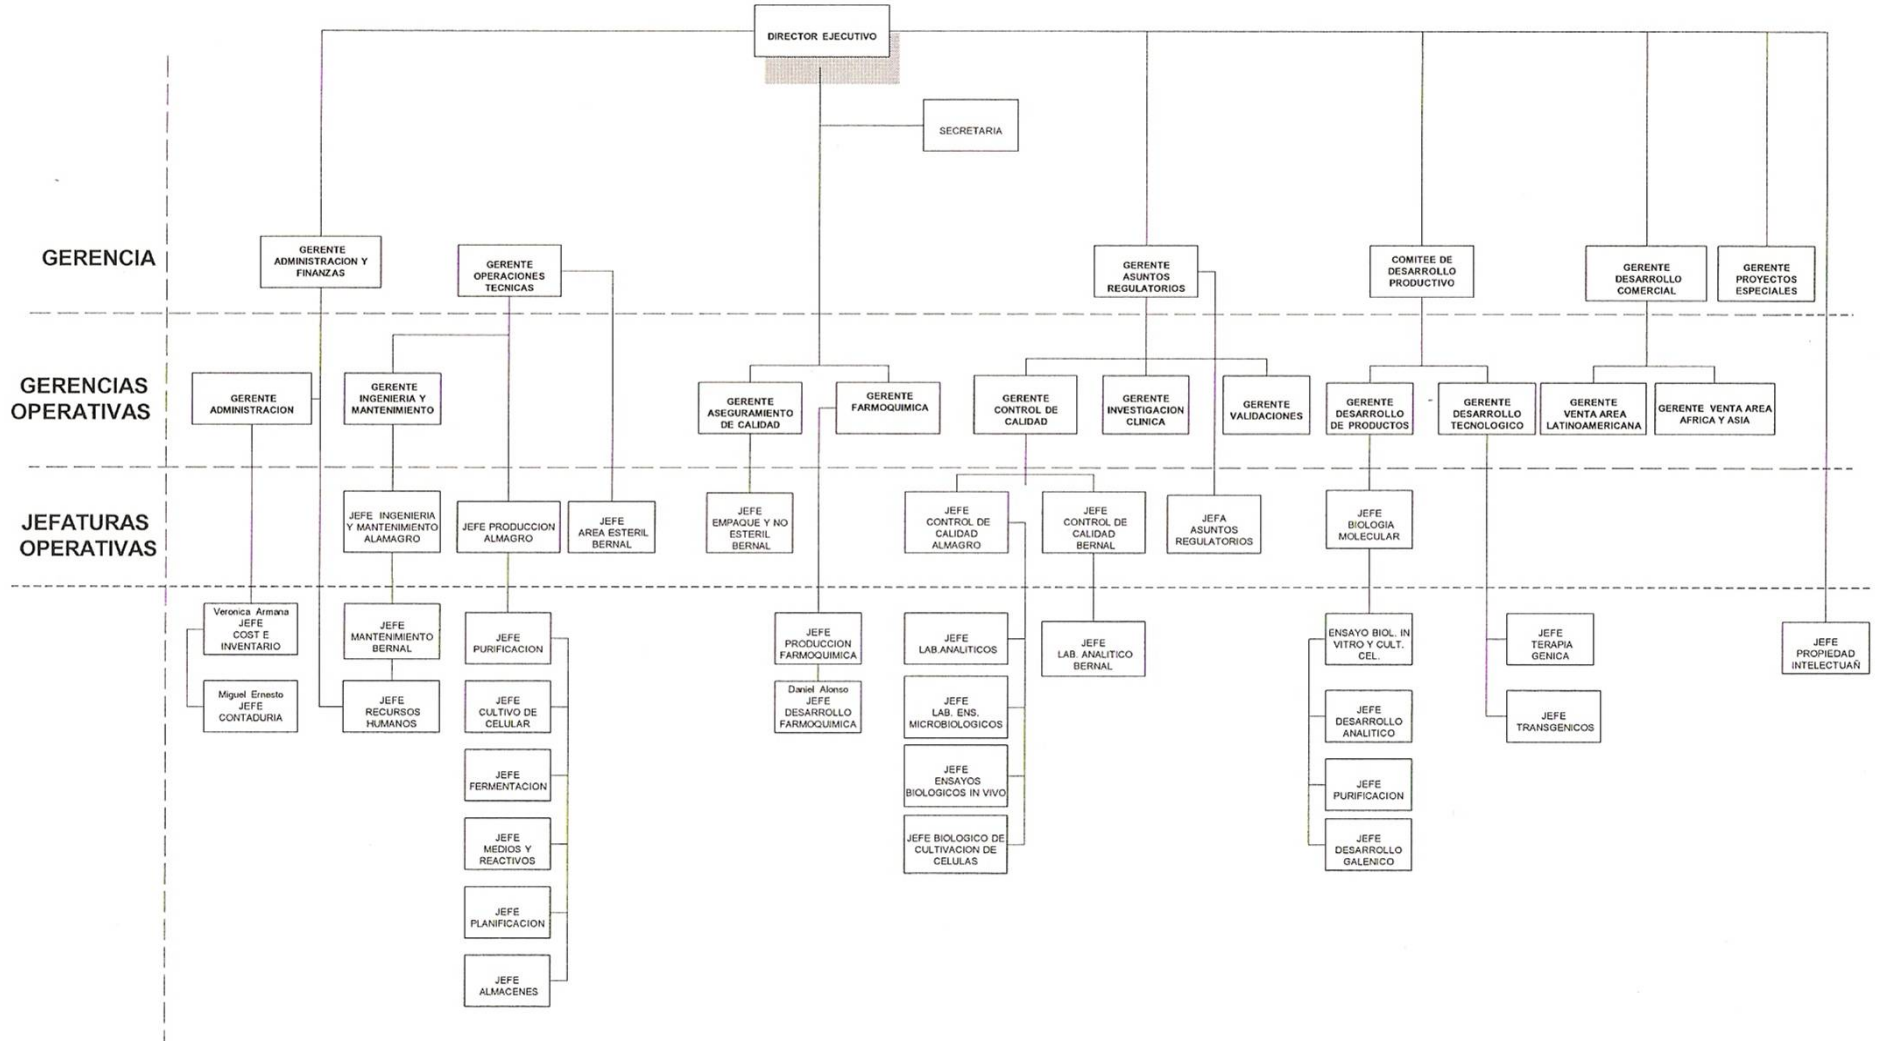 DIRECTOR EJECUTIVO
SECRETARIA
GERENCIA
GERENTE
ADMINISTRACION Y
FINANZAS
GERENTE
OPERACIONES
TECNICAS
GERENTE
ASUNTOS
REGULATORIOS
COMITEE DE
DESARROLLO
PRODUCTIVO
GERENTE
DESARROLLO
COMERCIAL
GERENTE
PROYECTOS
ESPECIALES
GERENCIAS
OPERATIVAS
GERENTE
ADMINISTRACION
GERENTE
INGENIERIA Y
MANTENIMIENTO
GERENTE
ASEGURAMIENTO
DE CALIDAD
GERENTE
FARMOQUIMICA
GERENTE
CONTROL DE
CALIDAD
GERENTE
INVESTIGACION
CLINICA
GERENTE
VALIDACIONES
GERENTE
DESARROLLO
DE PRODUCTOS
GERENTE
DESARROLLO
TECNOLOGICO
GERENTE
VENTA AREA
LATINOAMERICANA
GERENTE VENTA AREA
AFRICA Y ASIA
JEFATURAS
OPERATIVAS
JEFE INGENIERIA
Y MANTENIMIENTO
ALAMAGRO
JEFE PRODUCCION
ALMAGRO
JEFE
AREA ESTERIL
BERNAL
JEFE
EMPAQUE Y NO
ESTERIL
BERNAL
JEFE
CONTROL DE
CALIDAD
ALMAGRO
JEFE
CONTROL DE
CALIDAD
BERNAL
JEFA
ASUNTOS
REGULATORIOS
JEFE
BIOLOGIA
MOLECULAR
Veronica Armana
JEFE
COST E
INVENTARIO
Miguel Ernesto
JEFE
CONTADURIA
JEFE
MANTENIMIENTO
BERNAL
JEFE
RECURSOS
HUMANOS
JEFE
PURIFICACION
JEFE
CULTIVO DE
CELULAR
JEFE
FERMENTACION
JEFE
MEDIOS Y
REACTIVOS
JEFE
PLANIFICACION
JEFE
ALMACENES
JEFE
PRODUCCION
FARMOQUIMICA
Daniel Alonso
JEFE
DESARROLLO
FARMOQUIMICA
JEFE
LAB.ANALITICOS
JEFE
LAB. ENS.
MICROBIOLOGICOS
JEFE
ENSAYOS
BIOLOGICOS IN VIVO
JEFE BIOLOGICO DE
CULTIVACION DE
CELULAS
JEFE
LAB. ANALITICO
BERNAL
ENSAYO BIOL. IN
VITRO Y CULT.
CEL.
JEFE
DESARROLLO
ANALITICO
JEFE
PURIFICACION
JEFE
DESARROLLO
GALENICO
JEFE
TERAPIA
GENICA
JEFE
TRANSGENICOS
JEFE
PROPIEDAD
INTELECTUAÑ